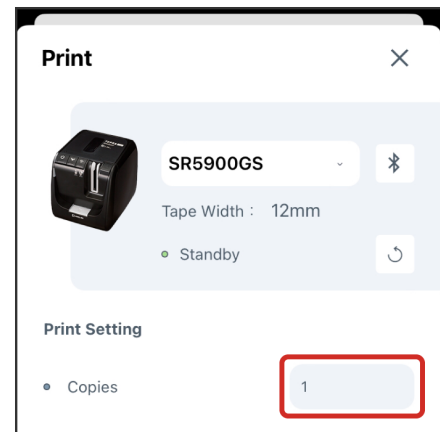 Print
SR5900GS
Tape Width : 12mm
Standby
Print Setting
Copies 1